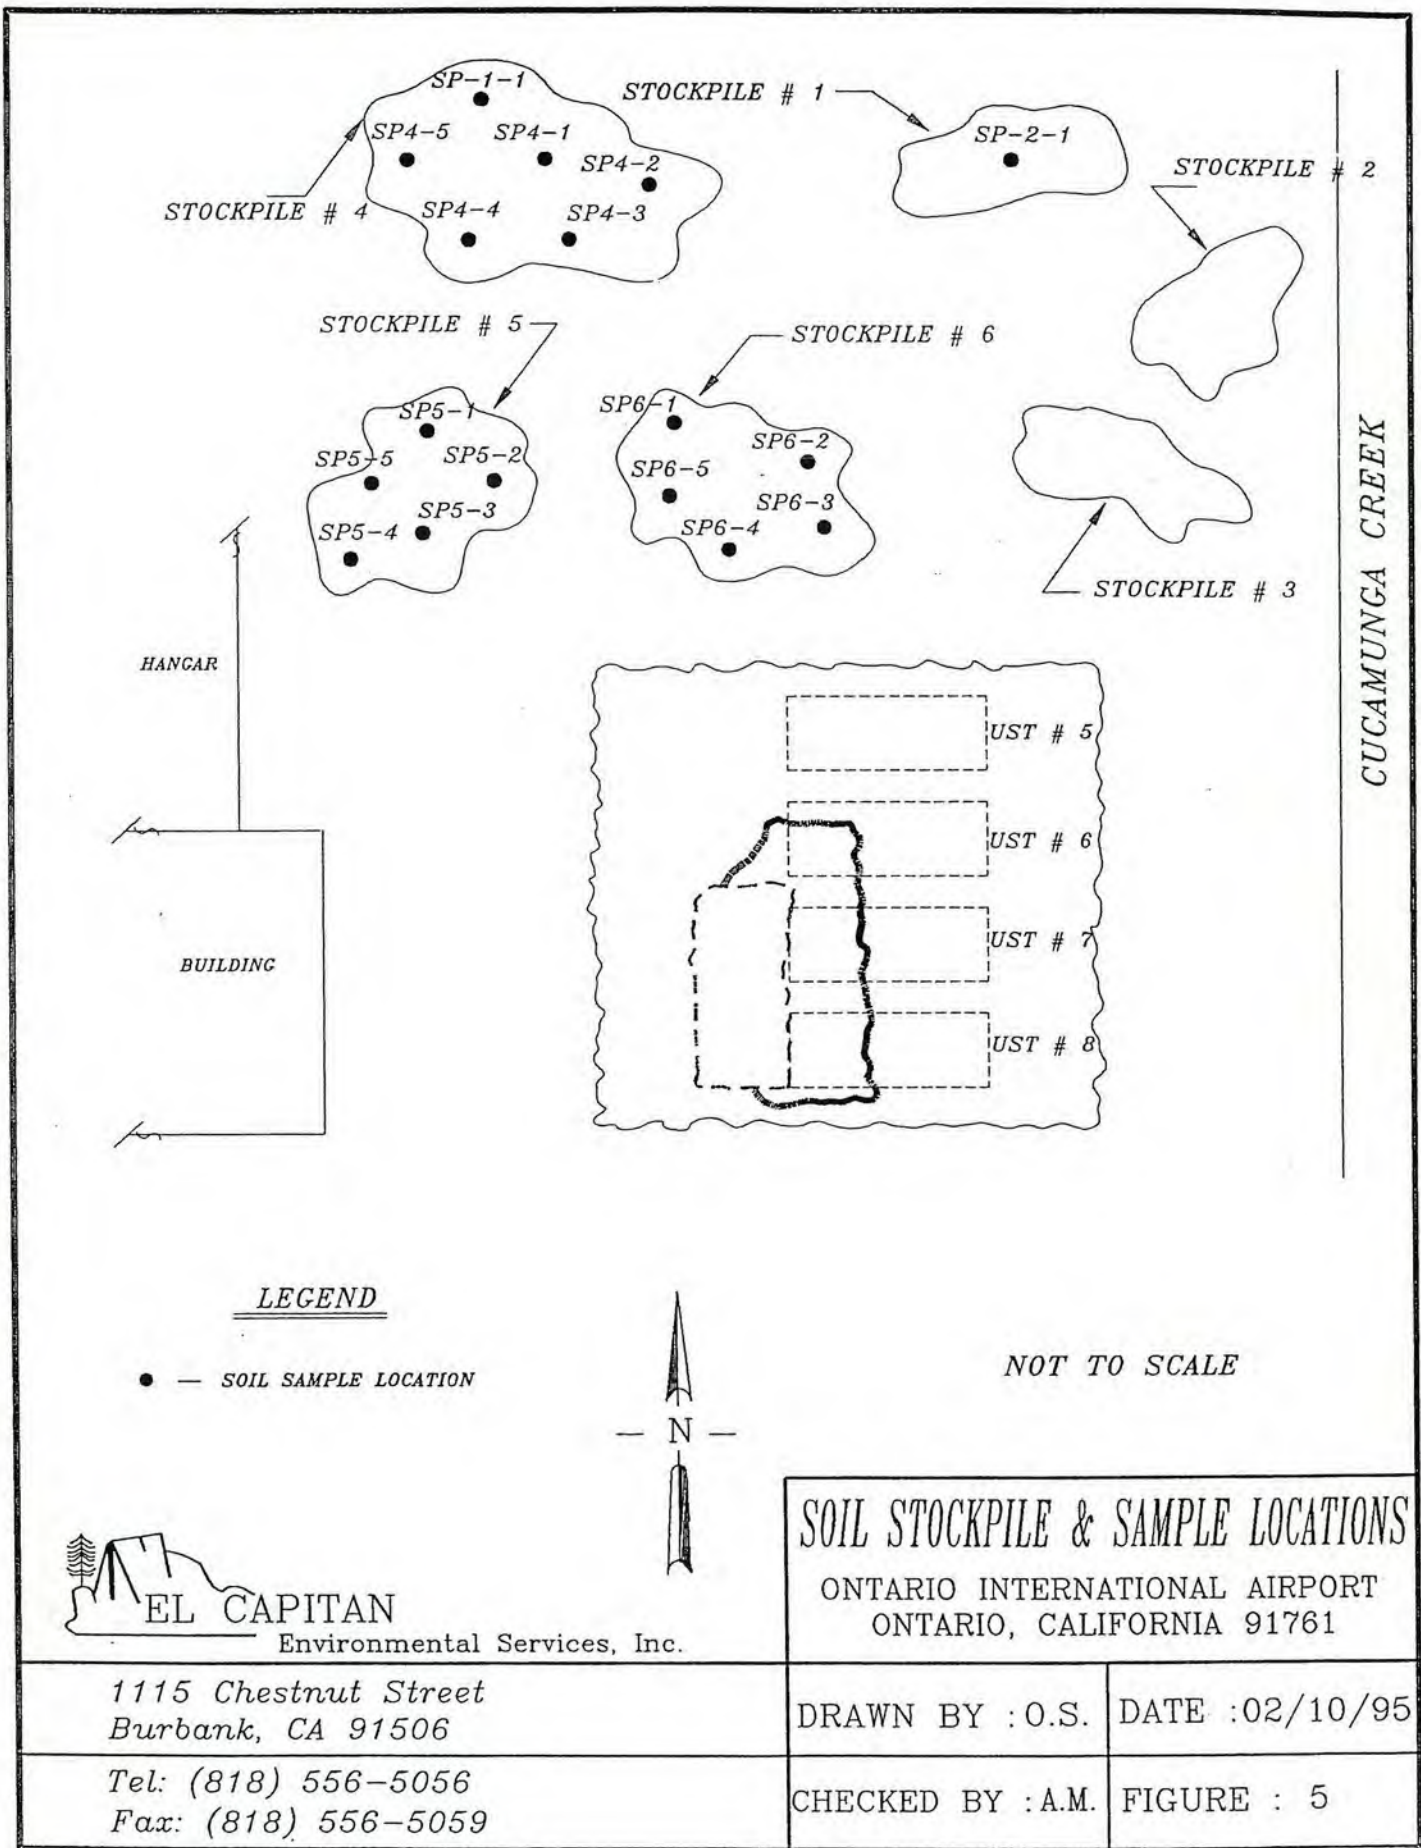 SP-1-1
STOCKPILE # 1
SP4-5
SP4-1
SP-2-1
SP4-2
STOCKPILE # 2
STOCKPILE # 4
SP4-4
SP4-3
STOCKPILE # 5
STOCKPILE # 6
SP5-1
SP6-1
SP5-5
SP5-2
SP6-2
SP6-5
SP5-4
SP5-3
SP6-4
SP6-3
STOCKPILE # 3
CUCAMUNGA CREEK
HANGAR
UST # 5
UST # 6
UST # 7
BUILDING
UST # 8
LEGEND
— SOIL SAMPLE LOCATION
NOT TO SCALE
— N —
SOIL STOCKPILE & SAMPLE LOCATIONS
ONTARIO INTERNATIONAL AIRPORT
ONTARIO, CALIFORNIA 91761
EL CAPITAN
Environmental Services, Inc.
1115 Chestnut Street
Burbank, CA 91506
DRAWN BY : O.S.
DATE :02/10/95
Tel: (818) 556-5056
Fax: (818) 556-5059
CHECKED BY : A.M.
FIGURE : 5